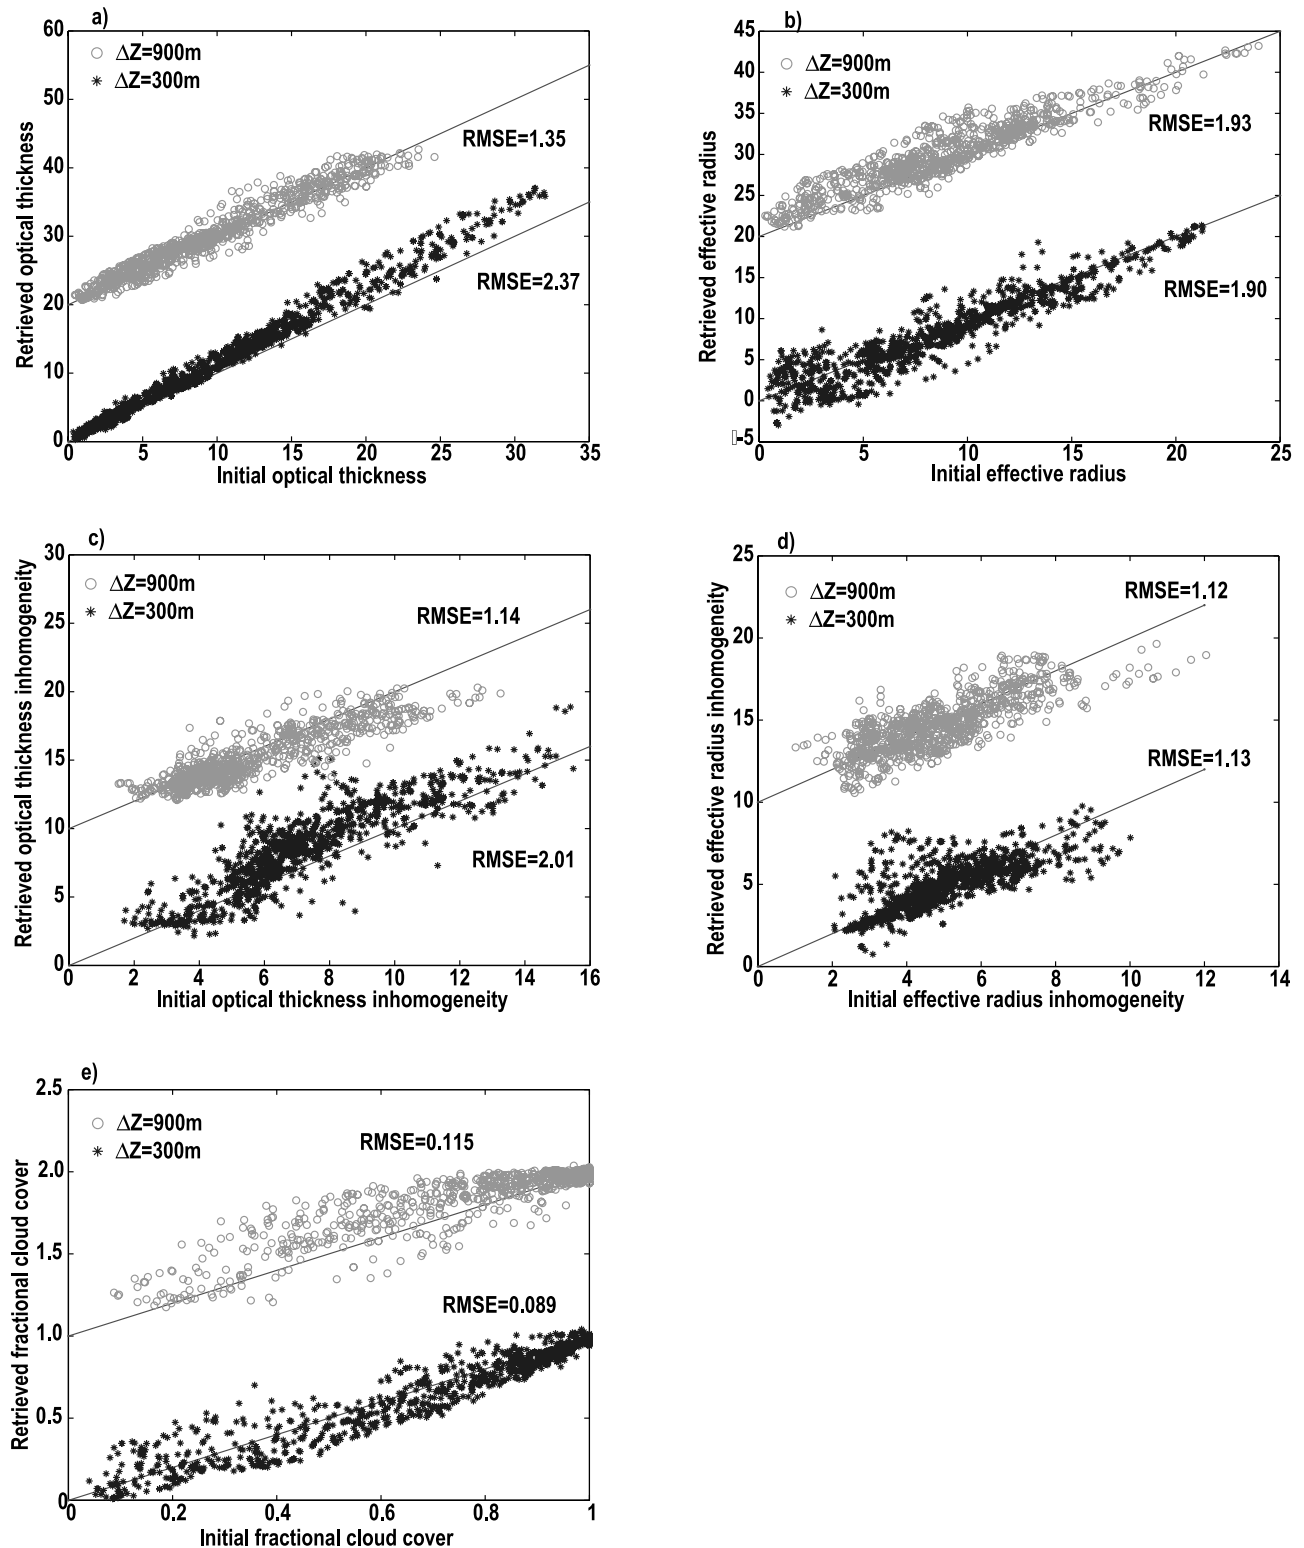 a)
60
50
40
30
20
10
0
ΔZ=900m
ΔZ=300m
RMSE=1.35
RMSE=2.37
Retrieved optical thickness
0 5 10 15 20 25 30 35
Initial optical thickness
b)
45
40
35
30
25
20
15
10
5
0
-5
ΔZ=900m
ΔZ=300m
RMSE=1.93
RMSE=1.90
Retrieved effective radius
0 5 10 15 20 25
Initial effective radius
c)
30
25
20
15
10
5
0
ΔZ=900m
ΔZ=300m
RMSE=1.14
RMSE=2.01
Retrieved optical thickness inhomogeneity
0 2 4 6 8 10 12 14 16
Initial optical thickness inhomogeneity
d)
25
20
15
10
5
0
ΔZ=900m
ΔZ=300m
RMSE=1.12
RMSE=1.13
Retrieved effective radius inhomogeneity
2 4 6 8 10 12 14
Initial effective radius inhomogeneity
e)
2.5
2.0
1.5
1.0
0.5
0
ΔZ=900m
ΔZ=300m
RMSE=0.115
RMSE=0.089
Retrieved fractional cloud cover
0 0.2 0.4 0.6 0.8 1
Initial fractional cloud cover